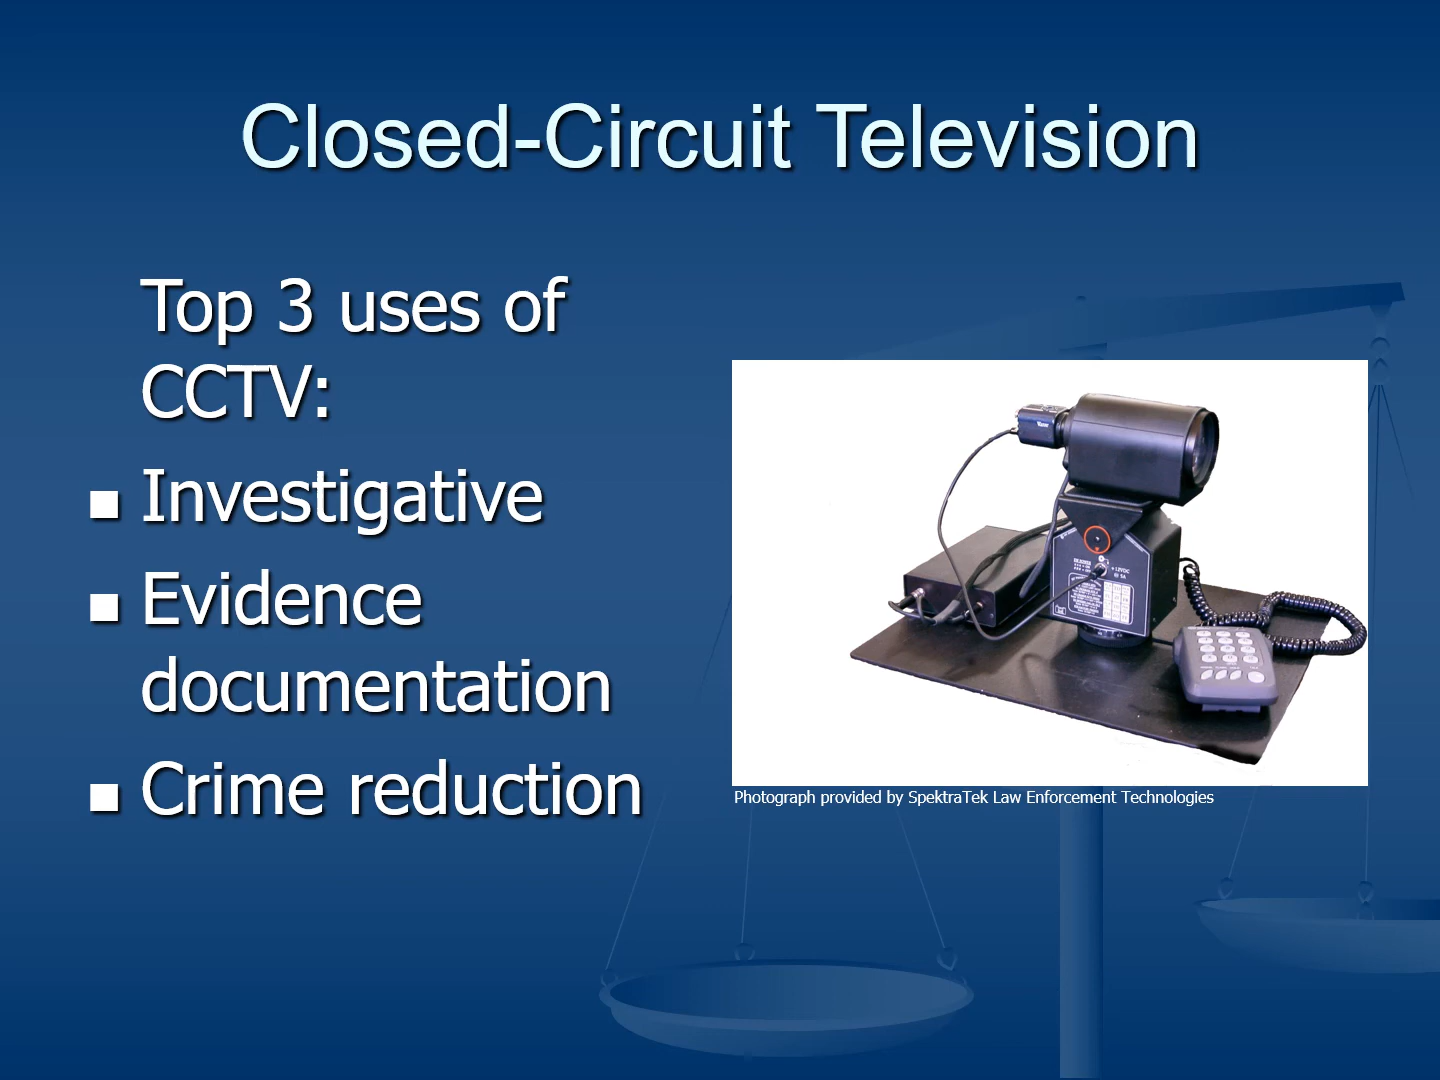 Closed-Circuit Television
Top 3 uses of
CCTV:
Investigative
Evidence
documentation
Crime reduction
+12VDC
Photograph provided by SpektraTek Law Enforcement Technologies